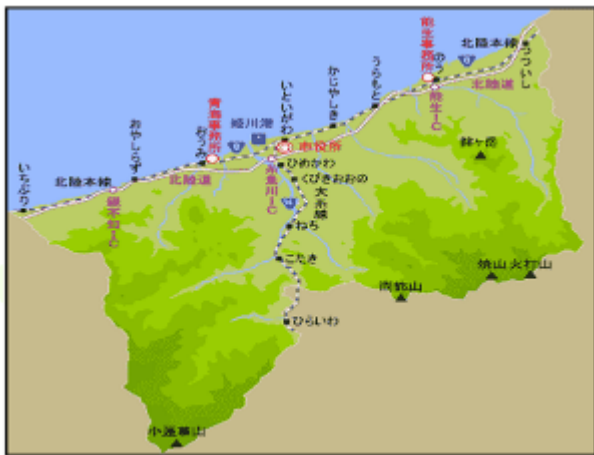 北陸本線
つついし
能生事務所
のう
8
能生IC
北陸道
うらもと
かじやしき
いといがわ
市役所
姫川港
8
青海事務所
おうみ
おやしらず
北陸道
北陸本線
いちぶり
親不知IC
糸魚川IC
ひめかわ
くびきおおの
大糸線
148
ねち
こたき
ひらいわ
鉾ヶ岳
焼山
火打山
雨飾山
小蓮華山